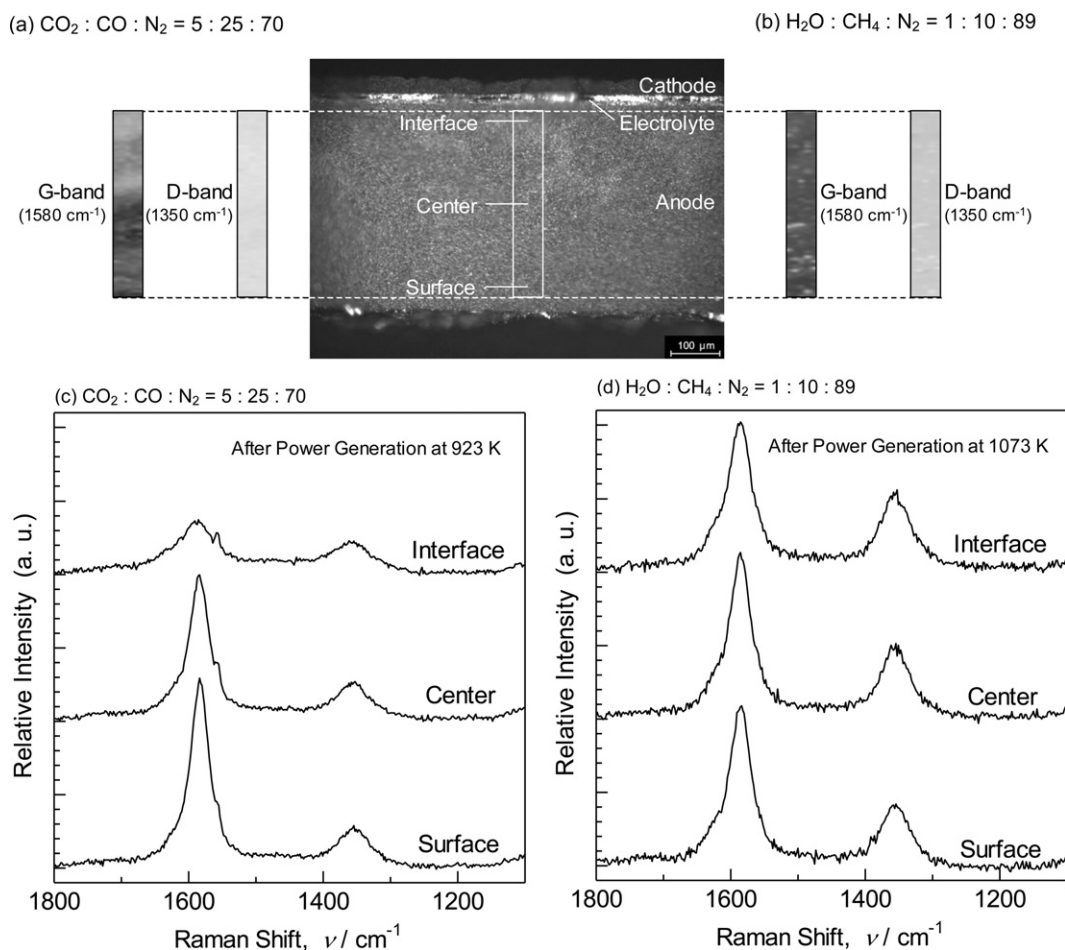 (a) CO₂ : CO : N₂ = 5 : 25 : 70
(b) H₂O : CH₄ : N₂ = 1 : 10 : 89
Cathode
Interface
Electrolyte
G-band
(1580 cm⁻¹)
D-band
(1350 cm⁻¹)
Center
Anode
G-band
(1580 cm⁻¹)
D-band
(1350 cm⁻¹)
Surface
100 μm
(c) CO₂ : CO : N₂ = 5 : 25 : 70
After Power Generation at 923 K
Interface
Center
Surface
Relative Intensity (a. u.)
1800 1600 1400 1200
Raman Shift, ν / cm⁻¹
(d) H₂O : CH₄ : N₂ = 1 : 10 : 89
After Power Generation at 1073 K
Interface
Center
Surface
Relative Intensity (a. u.)
1800 1600 1400 1200
Raman Shift, ν / cm⁻¹